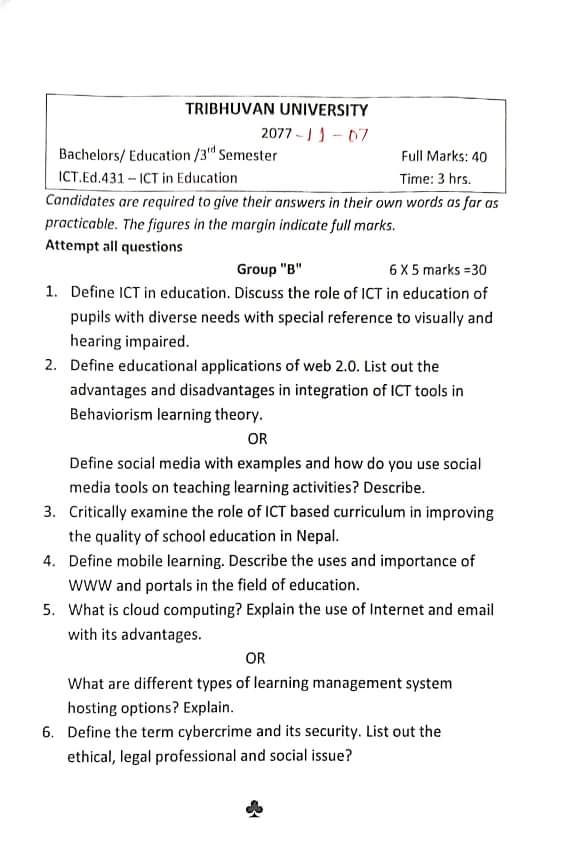 TRIBHUVAN UNIVERSITY
2077-11-07
Bachelors/ Education /3rd Semester Full Marks: 40
ICT.Ed.431 – ICT in Education Time: 3 hrs.
Candidates are required to give their answers in their own words as far as
practicable. The figures in the margin indicate full marks.
Attempt all questions
Group "B" 6 X 5 marks =30
1. Define ICT in education. Discuss the role of ICT in education of
pupils with diverse needs with special reference to visually and
hearing impaired.
2. Define educational applications of web 2.0. List out the
advantages and disadvantages in integration of ICT tools in
Behaviorism learning theory.
OR
Define social media with examples and how do you use social
media tools on teaching learning activities? Describe.
3. Critically examine the role of ICT based curriculum in improving
the quality of school education in Nepal.
4. Define mobile learning. Describe the uses and importance of
WWW and portals in the field of education.
5. What is cloud computing? Explain the use of Internet and email
with its advantages.
OR
What are different types of learning management system
hosting options? Explain.
6. Define the term cybercrime and its security. List out the
ethical, legal professional and social issue?